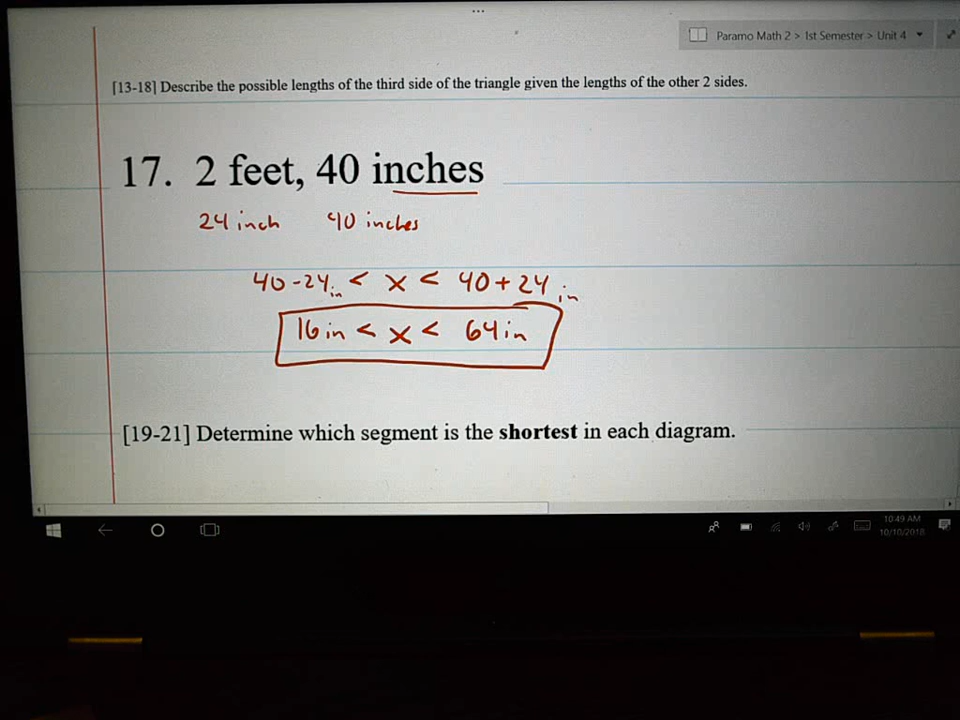 ...
Paramo Math 2 > 1st Semester > Unit 4
[13-18] Describe the possible lengths of the third side of the triangle given the lengths of the other 2 sides.
17. 2 feet, 40 inches
24 inch 40 inches
40-24in < x < 40+24in
16in < x < 64in
[19-21] Determine which segment is the shortest in each diagram.
10:49 AM
10/10/2018